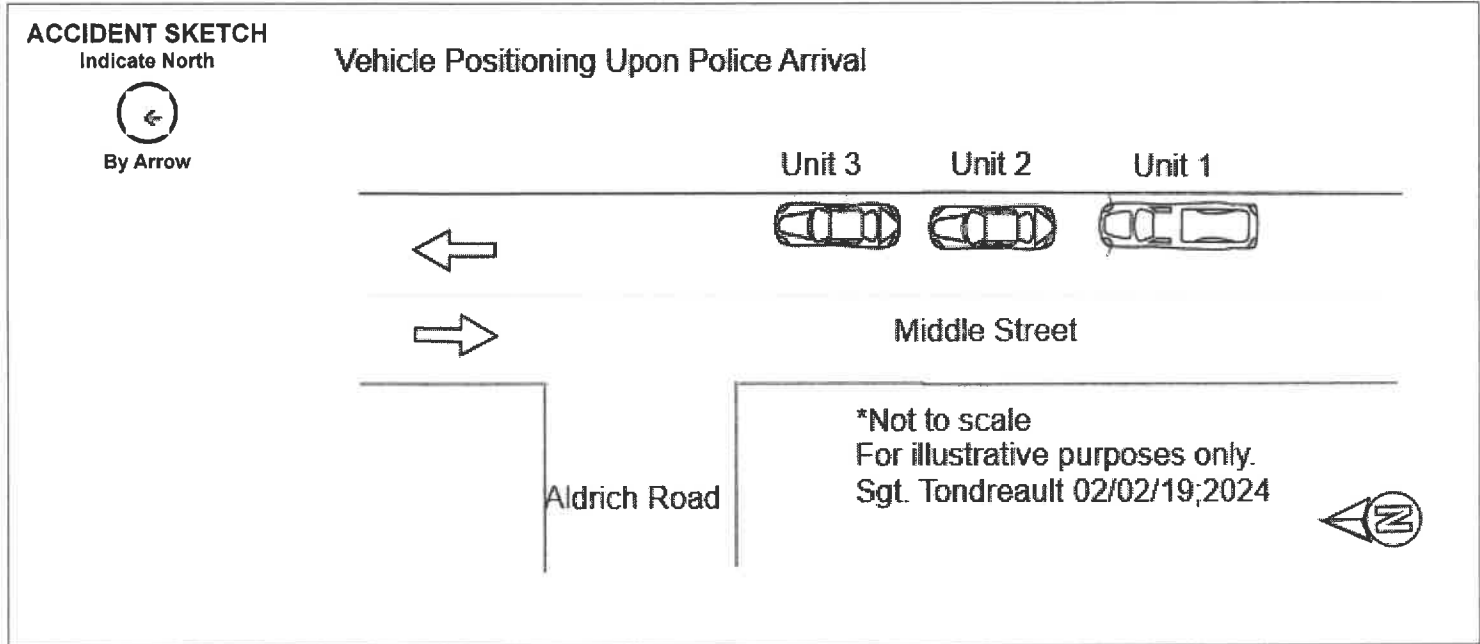 ACCIDENT SKETCH
Indicate North
By Arrow
Vehicle Positioning Upon Police Arrival
Unit 3 Unit 2 Unit 1
Middle Street
*Not to scale
For illustrative purposes only.
Sgt. Tondreault 02/02/19;2024
Aldrich Road
N